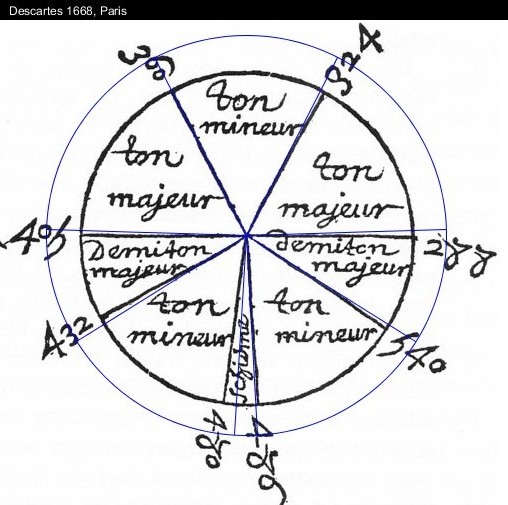 Descartes 1668, Paris
360
324
ton
mineur
ton
majeur
ton
majeur
405
Demiton
majeur
demiton
majeur
288
432
ton
mineur
Schisme
ton
mineur
540
480
486